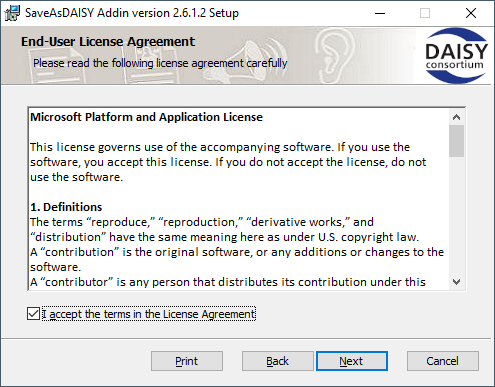 SaveAsDAISY Addin version 2.6.1.2 Setup
End-User License Agreement
Please read the following license agreement carefully
DAISY
consortium
Microsoft Platform and Application License
This license governs use of the accompanying software. If you use the
software, you accept this license. If you do not accept the license, do not
use the software.
1. Definitions
The terms “reproduce,” “reproduction,” “derivative works,” and
“distribution” have the same meaning here as under U.S. copyright law.
A “contribution” is the original software, or any additions or changes to the
software.
A “contributor” is any person that distributes its contribution under this
I accept the terms in the License Agreement
Print
Back
Next
Cancel